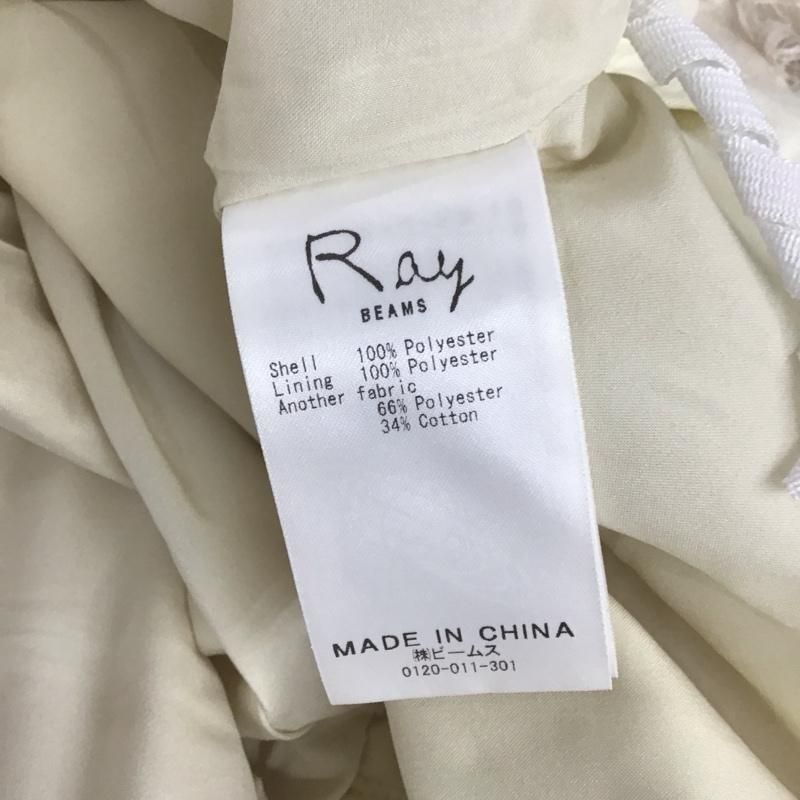 Ray
BEAMS
Shell 100% Polyester
Lining 100% Polyester
Another fabric
66% Polyester
34% Cotton
MADE IN CHINA
㈱ビームス
0120-011-301